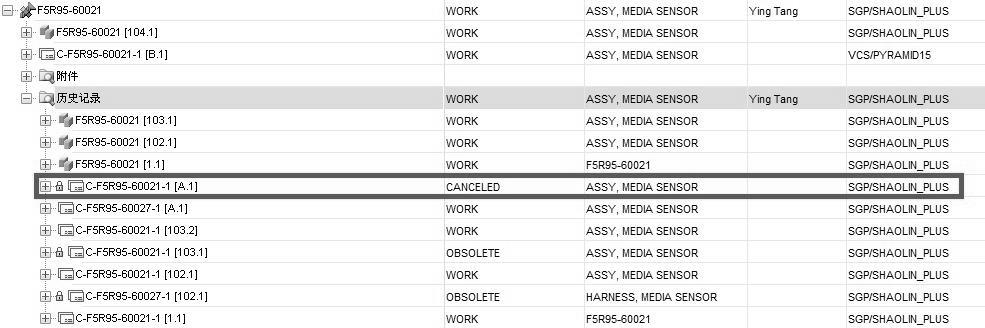 F5R95-60021 WORK ASSY, MEDIA SENSOR Ying Tang SGP/SHAOLIN_PLUS
F5R95-60021 [104.1] WORK ASSY, MEDIA SENSOR SGP/SHAOLIN_PLUS
C-F5R95-60021-1 [B.1] WORK ASSY, MEDIA SENSOR VCS/PYRAMID15
附件
历史记录 WORK ASSY, MEDIA SENSOR Ying Tang SGP/SHAOLIN_PLUS
F5R95-60021 [103.1] WORK ASSY, MEDIA SENSOR SGP/SHAOLIN_PLUS
F5R95-60021 [102.1] WORK ASSY, MEDIA SENSOR SGP/SHAOLIN_PLUS
F5R95-60021 [1.1] WORK F5R95-60021 SGP/SHAOLIN_PLUS
C-F5R95-60021-1 [A.1] CANCELED ASSY, MEDIA SENSOR SGP/SHAOLIN_PLUS
C-F5R95-60027-1 [A.1] WORK ASSY, MEDIA SENSOR SGP/SHAOLIN_PLUS
C-F5R95-60021-1 [103.2] WORK ASSY, MEDIA SENSOR SGP/SHAOLIN_PLUS
C-F5R95-60021-1 [103.1] OBSOLETE ASSY, MEDIA SENSOR SGP/SHAOLIN_PLUS
C-F5R95-60021-1 [102.1] WORK ASSY, MEDIA SENSOR SGP/SHAOLIN_PLUS
C-F5R95-60027-1 [102.1] OBSOLETE HARNESS, MEDIA SENSOR SGP/SHAOLIN_PLUS
C-F5R95-60021-1 [1.1] WORK F5R95-60021 SGP/SHAOLIN_PLUS